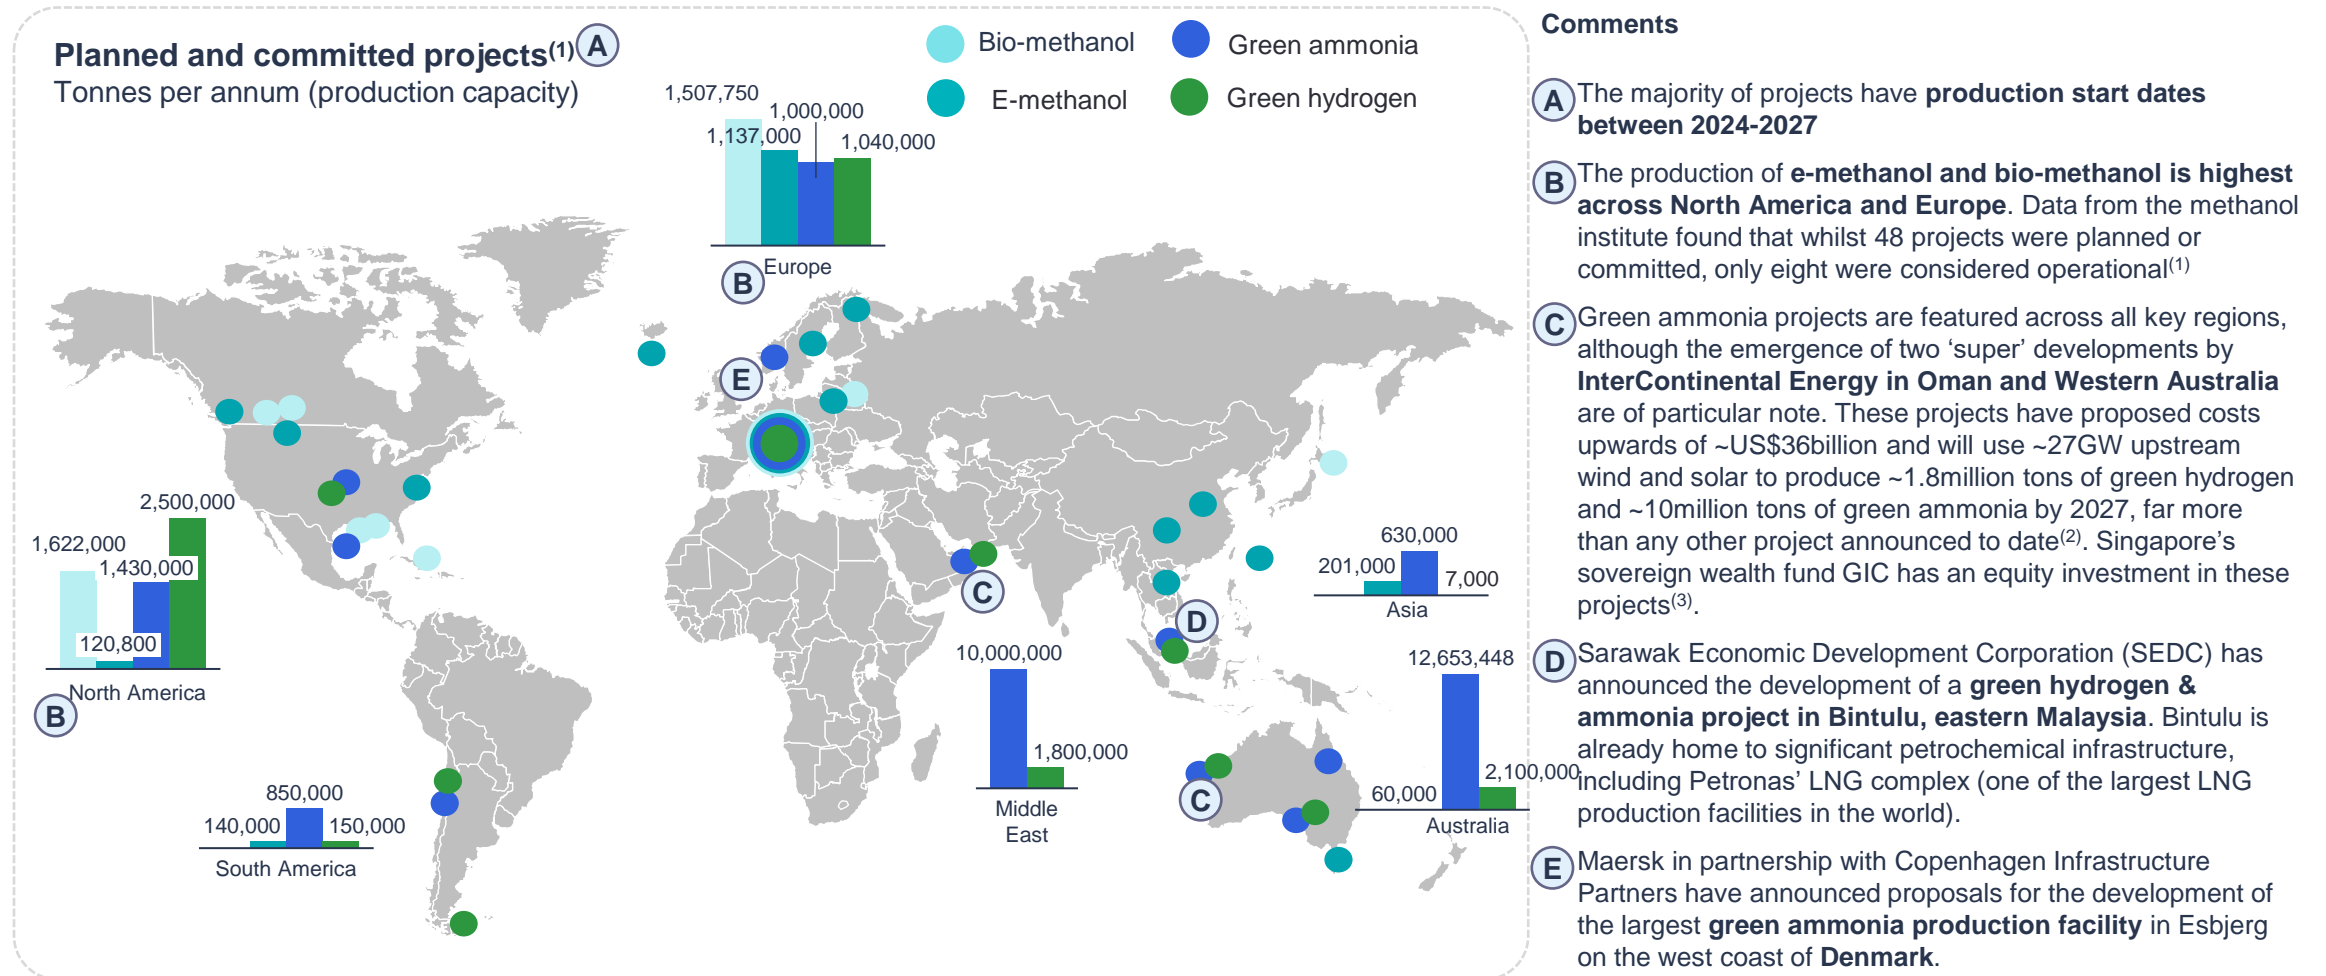 Planned and committed projects(1) A
Tonnes per annum (production capacity)
Bio-methanol
Green ammonia
E-methanol
Green hydrogen
1,507,750
1,000,000
1,137,000
1,040,000
Europe
B
E
2,500,000
1,622,000
1,430,000
120,800
North America
B
850,000
140,000
150,000
South America
C
10,000,000
1,800,000
Middle
East
630,000
201,000
7,000
Asia
D
12,653,448
2,100,000
60,000
Australia
C
Comments
A The majority of projects have production start dates
between 2024-2027
B The production of e-methanol and bio-methanol is highest
across North America and Europe. Data from the methanol
institute found that whilst 48 projects were planned or
committed, only eight were considered operational(1)
C Green ammonia projects are featured across all key regions,
although the emergence of two ‘super’ developments by
InterContinental Energy in Oman and Western Australia
are of particular note. These projects have proposed costs
upwards of ~US$36billion and will use ~27GW upstream
wind and solar to produce ~1.8million tons of green hydrogen
and ~10million tons of green ammonia by 2027, far more
than any other project announced to date(2). Singapore’s
sovereign wealth fund GIC has an equity investment in these
projects(3).
D Sarawak Economic Development Corporation (SEDC) has
announced the development of a green hydrogen &
ammonia project in Bintulu, eastern Malaysia. Bintulu is
already home to significant petrochemical infrastructure,
including Petronas’ LNG complex (one of the largest LNG
production facilities in the world).
E Maersk in partnership with Copenhagen Infrastructure
Partners have announced proposals for the development of
the largest green ammonia production facility in Esbjerg
on the west coast of Denmark.